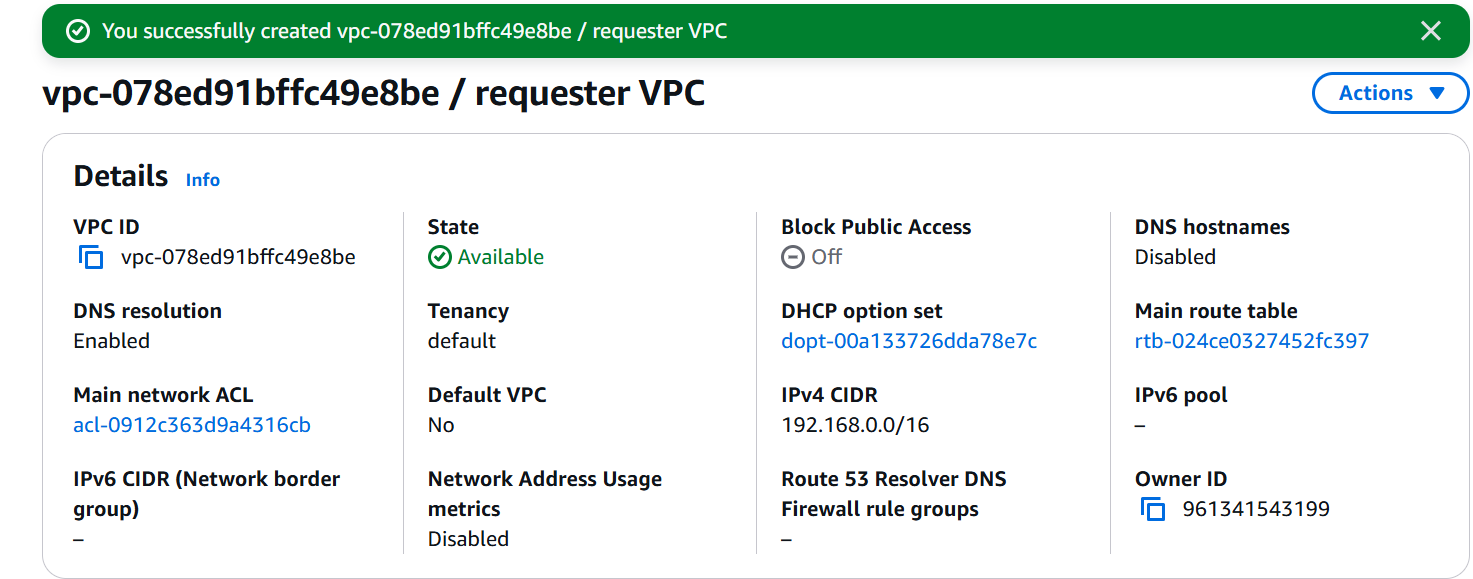 You successfully created vpc-078ed91bffc49e8be / requester VPC
vpc-078ed91bffc49e8be / requester VPC
Actions
Details Info
VPC ID
vpc-078ed91bffc49e8be
State
Available
Block Public Access
Off
DNS hostnames
Disabled
DNS resolution
Enabled
Tenancy
default
DHCP option set
dopt-00a133726dda78e7c
Main route table
rtb-024ce0327452fc397
Main network ACL
acl-0912c363d9a4316cb
Default VPC
No
IPv4 CIDR
192.168.0.0/16
IPv6 pool
–
IPv6 CIDR (Network border
group)
–
Network Address Usage
metrics
Disabled
Route 53 Resolver DNS
Firewall rule groups
–
Owner ID
961341543199